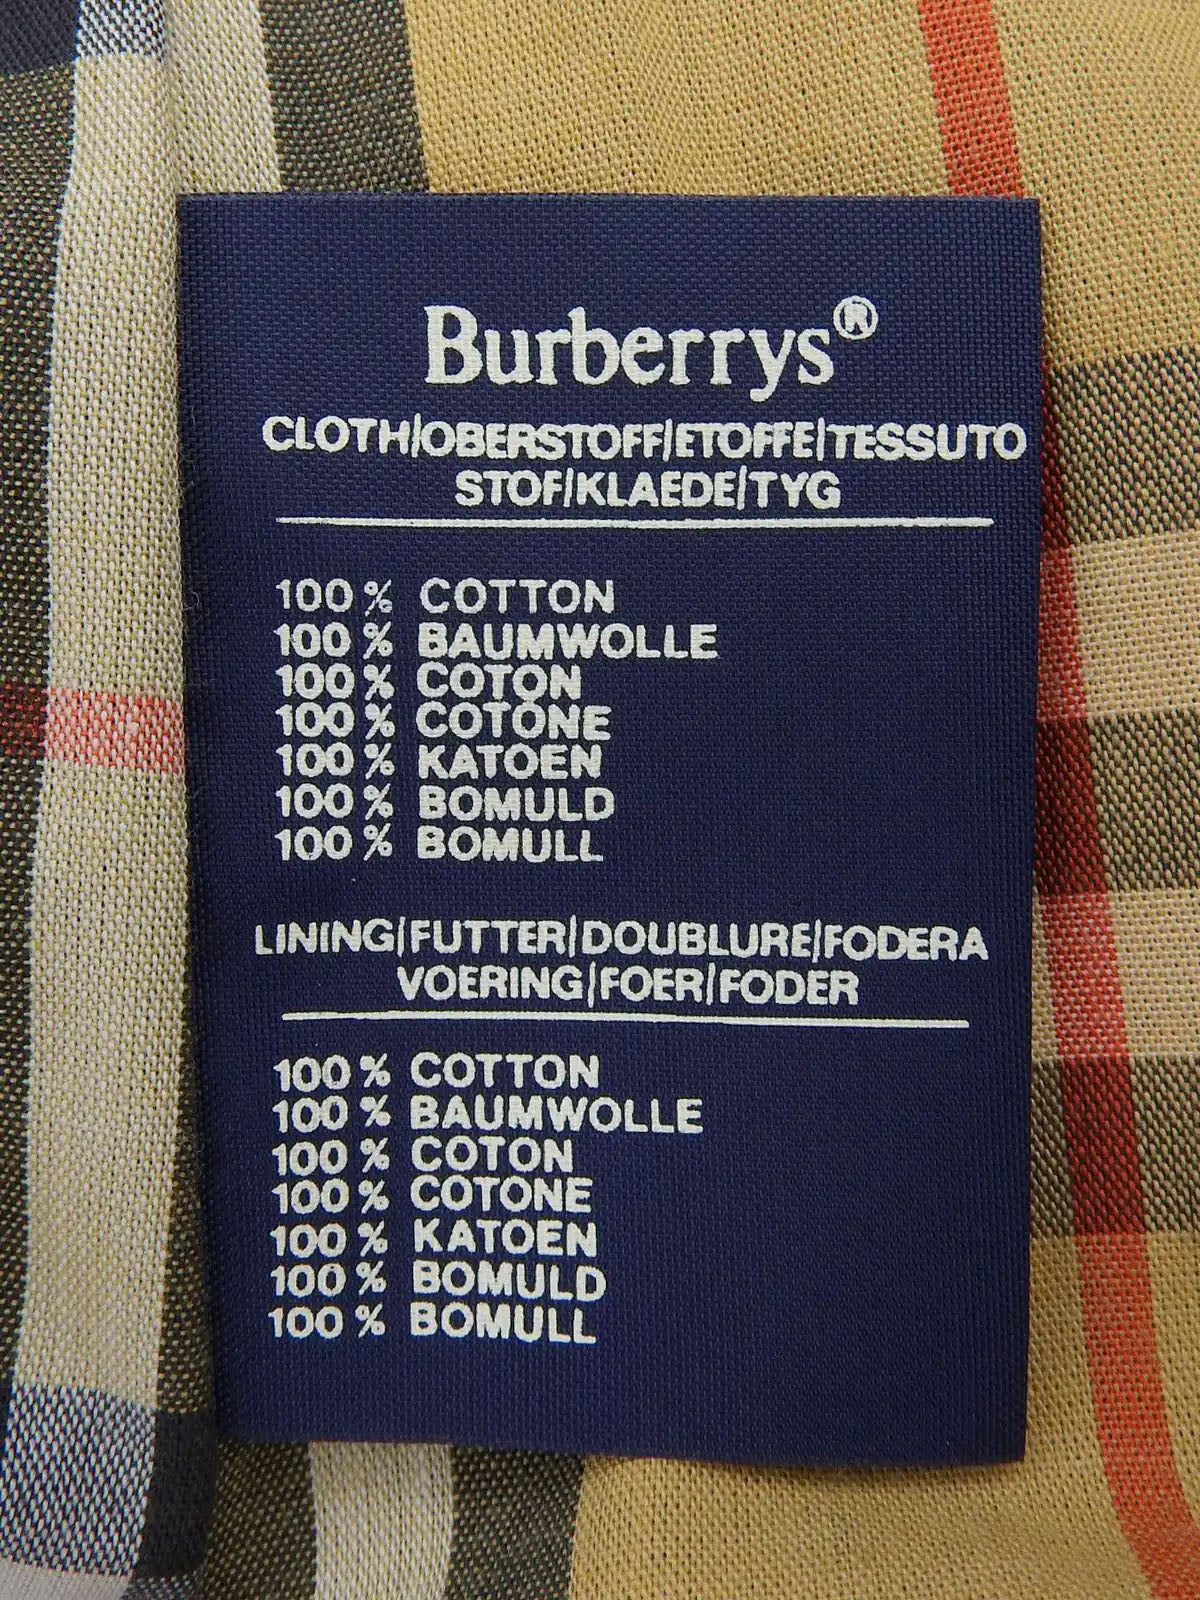 Burberrys®
CLOTH/OBERSTOFF/ETOFFE/TESSUTO
STOF/KLAEDE/TYG
100 % COTTON
100 % BAUMWOLLE
100 % COTON
100 % COTONE
100 % KATOEN
100 % BOMULD
100 % BOMULL
LINING/FUTTER/DOUBLURE/FODERA
VOERING/FOER/FODER
100 % COTTON
100 % BAUMWOLLE
100 % COTON
100 % COTONE
100 % KATOEN
100 % BOMULD
100 % BOMULL